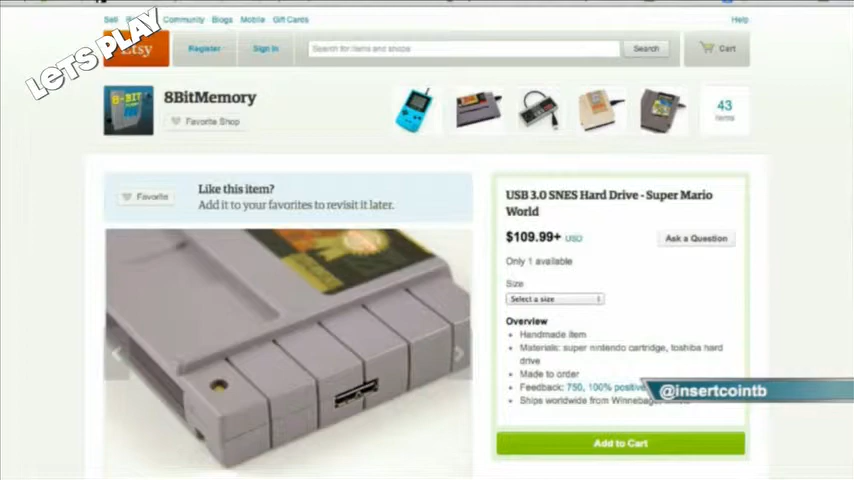 Sell
Community
Blogs
Mobile
Gift Cards
Help
LETS PLAY
Etsy
Register
Sign In
Search for items and shops
Search
Cart
8-BIT
8BitMemory
Favorite Shop
43
items
Favorite
Like this item?
Add it to your favorites to revisit it later.
USB 3.0 SNES Hard Drive - Super Mario
World
$109.99+ USD
Ask a Question
Only 1 available
Size
Select a size
Overview
Handmade item
Materials: super nintendo cartridge, toshiba hard
drive
Made to order
Feedback: 750, 100% positive
Ships worldwide from Winnebago,
@insertcointb
Add to Cart